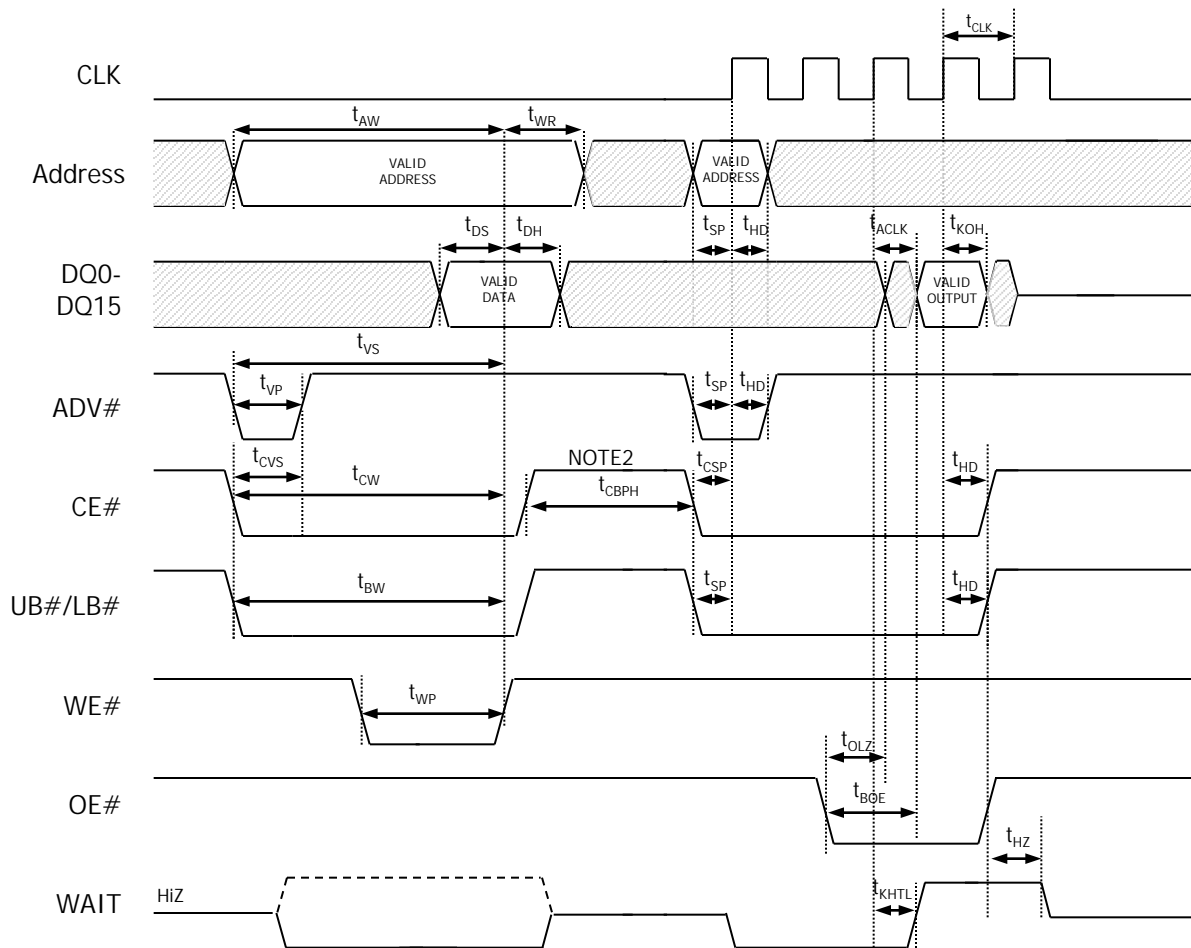 tCLK
CLK
tAW
tWR
Address
VALID
ADDRESS
VALID
ADDRESS
tDS
tDH
tSP
tHD
tACLK
tKOH
DQ0-
DQ15
VALID
DATA
VALID
OUTPUT
tVS
tVP
tSP
tHD
ADV#
tCVS
tCW
NOTE2
tCBPH
tCSP
tHD
CE#
tBW
tSP
tHD
UB#/LB#
tWP
WE#
tOLZ
tBOE
OE#
tHZ
HiZ
tKHTL
WAIT